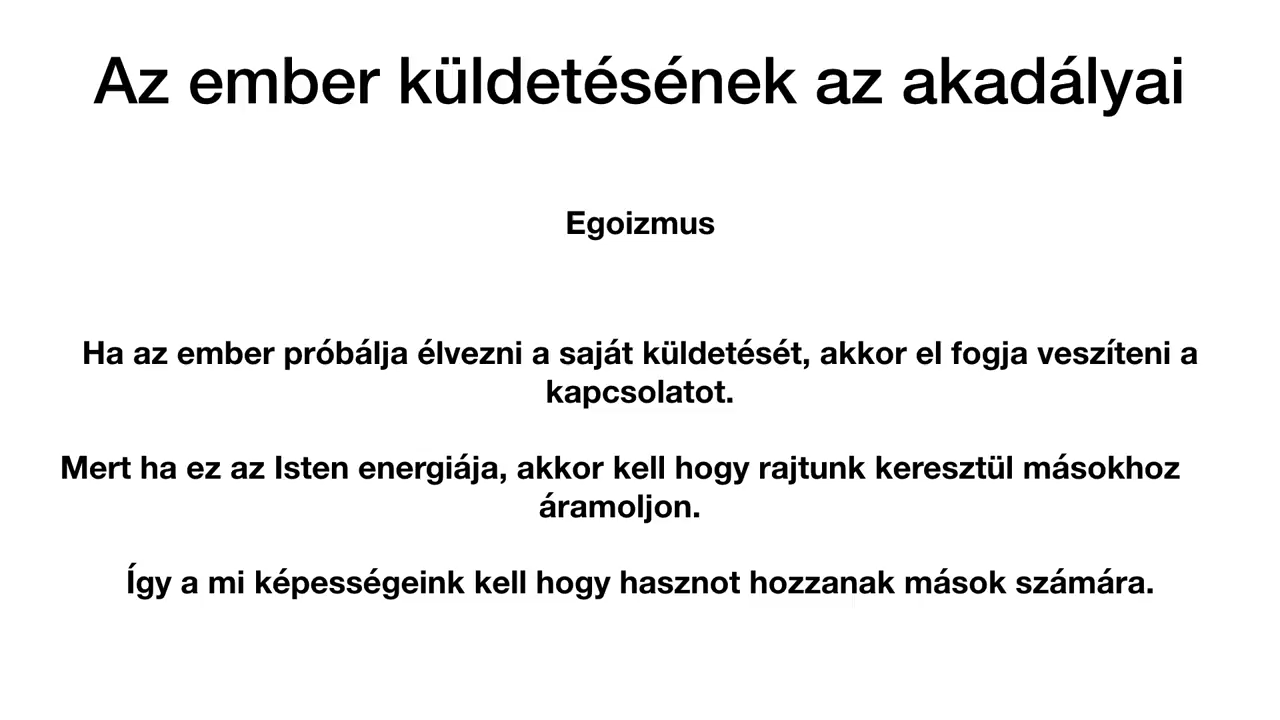 Az ember küldetésének az akadályai
Egoizmus
Ha az ember próbálja élvezni a saját küldetését, akkor el fogja veszíteni a
kapcsolatot.
Mert ha ez az Isten energiája, akkor kell hogy rajtunk keresztül másokhoz
áramoljon.
Így a mi képességeink kell hogy hasznot hozzanak mások számára.